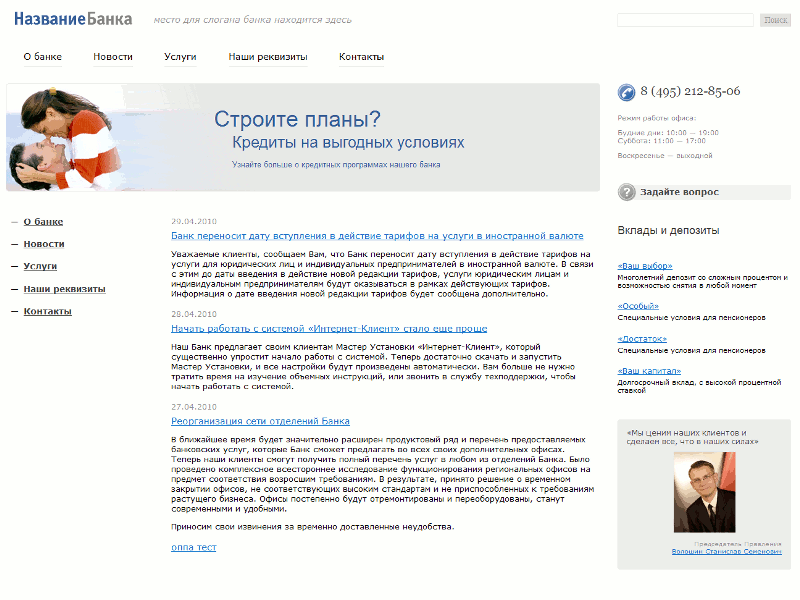 НазваниеБанка
место для слогана банка находится здесь
Поиск
О банке
Новости
Услуги
Наши реквизиты
Контакты
Строите планы?
Кредиты на выгодных условиях
Узнайте больше о кредитных программах нашего банка
8 (495) 212-85-06
Режим работы офиса:
Будние дни: 10:00 — 19:00
Суббота: 11:00 — 17:00
Воскресенье — выходной
Задайте вопрос
— О банке
— Новости
— Услуги
— Наши реквизиты
— Контакты
29.04.2010
Банк переносит дату вступления в действие тарифов на услуги в иностранной валюте
Уважаемые клиенты, сообщаем Вам, что Банк переносит дату вступления в действие тарифов на
услуги для юридических лиц и индивидуальных предпринимателей в иностранной валюте. В связи
с этим до даты введения в действие новой редакции тарифов, услуги юридическим лицам и
индивидуальным предпринимателям будут оказываться в рамках действующих тарифов.
Информация о дате введения новой редакции тарифов будет сообщена дополнительно.
28.04.2010
Начать работать с системой «Интернет-Клиент» стало еще проще
Наш Банк предлагает своим клиентам Мастер Установки «Интернет-Клиент», который
существенно упростит начало работы с системой. Теперь достаточно скачать и запустить
Мастер Установки, и все настройки будут произведены автоматически. Вам больше не нужно
тратить время на изучение объемных инструкций, или звонить в службу техподдержки, чтобы
начать работать с системой.
27.04.2010
Реорганизация сети отделений Банка
В ближайшее время будет значительно расширен продуктовый ряд и перечень предоставляемых
банковских услуг, которые Банк сможет предлагать во всех своих дополнительных офисах.
Теперь наши клиенты смогут получить полный перечень услуг в любом из отделений Банка. Было
проведено комплексное всестороннее исследование функционирования региональных офисов на
предмет соответствия возросшим требованиям. В результате, принято решение о временном
закрытии офисов, не соответствующих высоким стандартам и не приспособленных к требованиям
растущего бизнеса. Офисы постепенно будут отремонтированы и переоборудованы, станут
современными и удобными.
Приносим свои извинения за временно доставленные неудобства.
оппа тест
Вклады и депозиты
«Ваш выбор»
Многолетний депозит со сложным процентом и
возможностью снятия в любой момент
«Особый»
Специальные условия для пенсионеров
«Достаток»
Специальные условия для пенсионеров
«Ваш капитал»
Долгосрочный вклад, с высокой процентной
ставкой
«Мы ценим наших клиентов и
сделаем все, что в наших силах»
Председатель Правления
Волошин Станислав Семенович